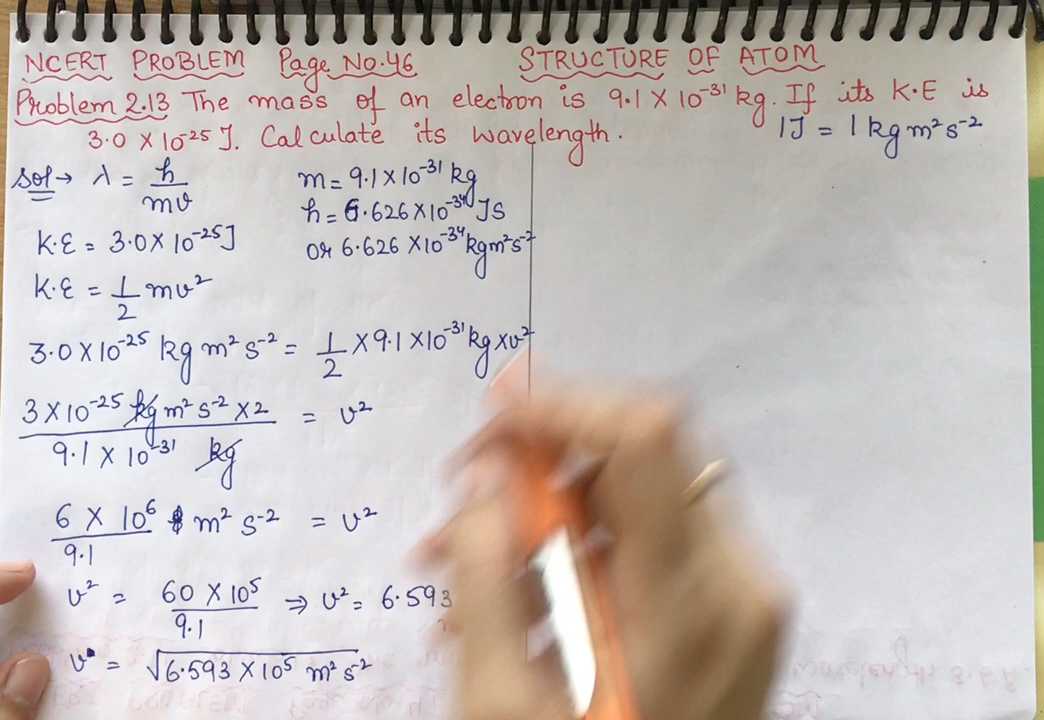 NCERT PROBLEM Page No.46 STRUCTURE OF ATOM
Problem 2.13 The mass of an electron is 9.1 X 10⁻³¹ kg. If its K.E is
3.0 X 10⁻²⁵ J. Calculate its wavelength.
1J = 1 kg m² s⁻²
Sol → λ = h/mv
m = 9.1 X 10⁻³¹ kg
h = 6.626 X 10⁻³⁴ JS
K.E = 3.0 X 10⁻²⁵ J
or 6.626 X 10⁻³⁴ kg m² s⁻²
K.E = 1/2 mv²
3.0 X 10⁻²⁵ kg m² s⁻² = 1/2 X 9.1 X 10⁻³¹ kg x v²
3 X 10⁻²⁵ kg m² s⁻² X 2 / 9.1 X 10⁻³¹ kg = v²
6 X 10⁶ / 9.1 m² s⁻² = v²
v² = 60 X 10⁵ / 9.1 ⇒ v² = 6.593
v = √6.593 X 10⁵ m² s⁻²